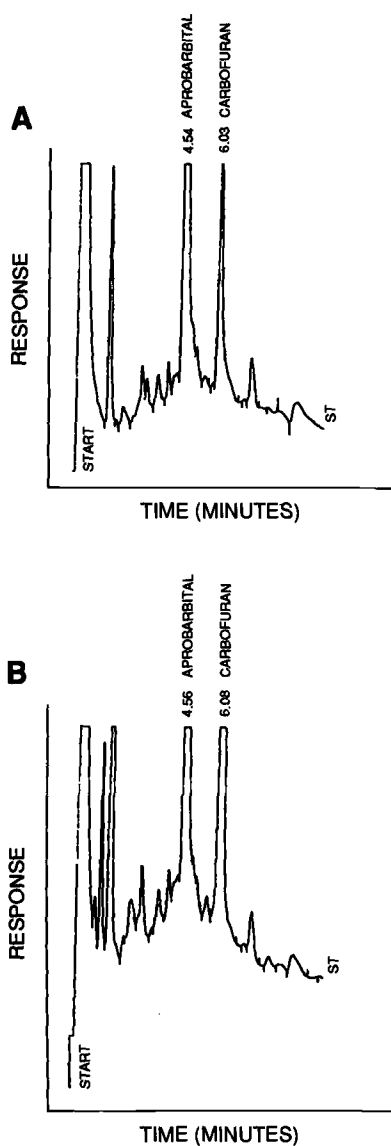 A
4.54 APROBARBITAL
6.03 CARBOFURAN
RESPONSE
START
ST
TIME (MINUTES)
B
4.56 APROBARBITAL
6.08 CARBOFURAN
RESPONSE
START
ST
TIME (MINUTES)